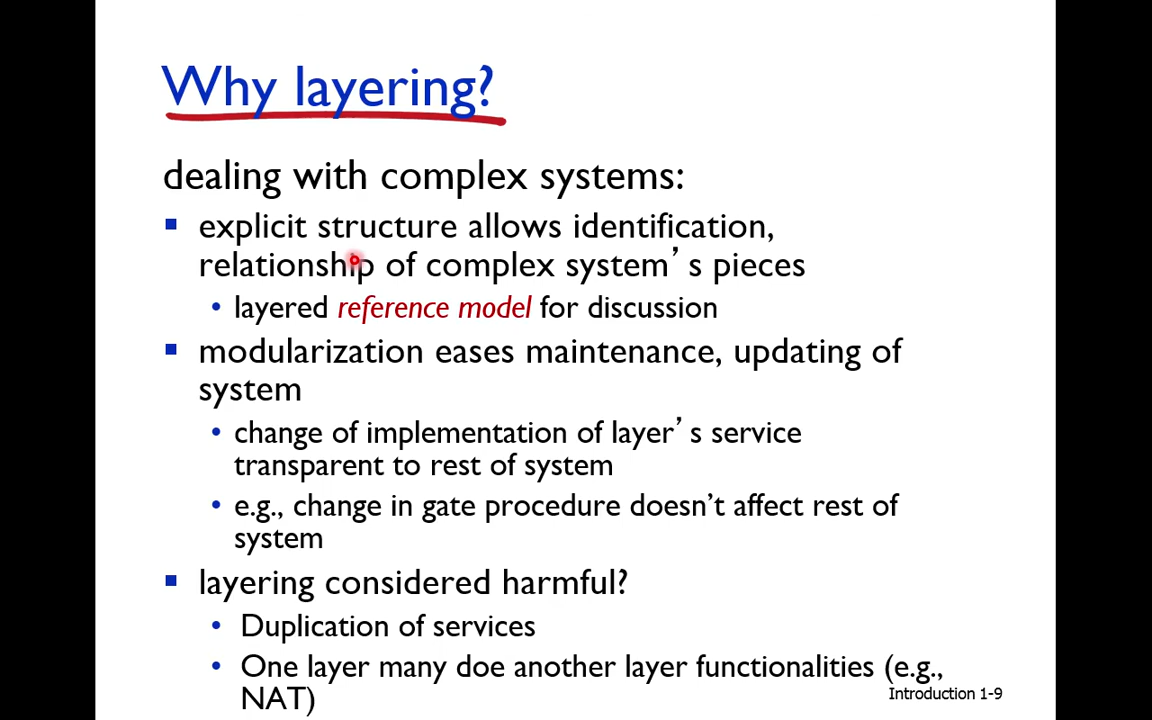 Why layering?
dealing with complex systems:
▪ explicit structure allows identification,
relationship of complex system’s pieces
• layered reference model for discussion
▪ modularization eases maintenance, updating of
system
• change of implementation of layer’s service
transparent to rest of system
• e.g., change in gate procedure doesn’t affect rest of
system
▪ layering considered harmful?
• Duplication of services
• One layer many doe another layer functionalities (e.g.,
NAT)
Introduction 1-9